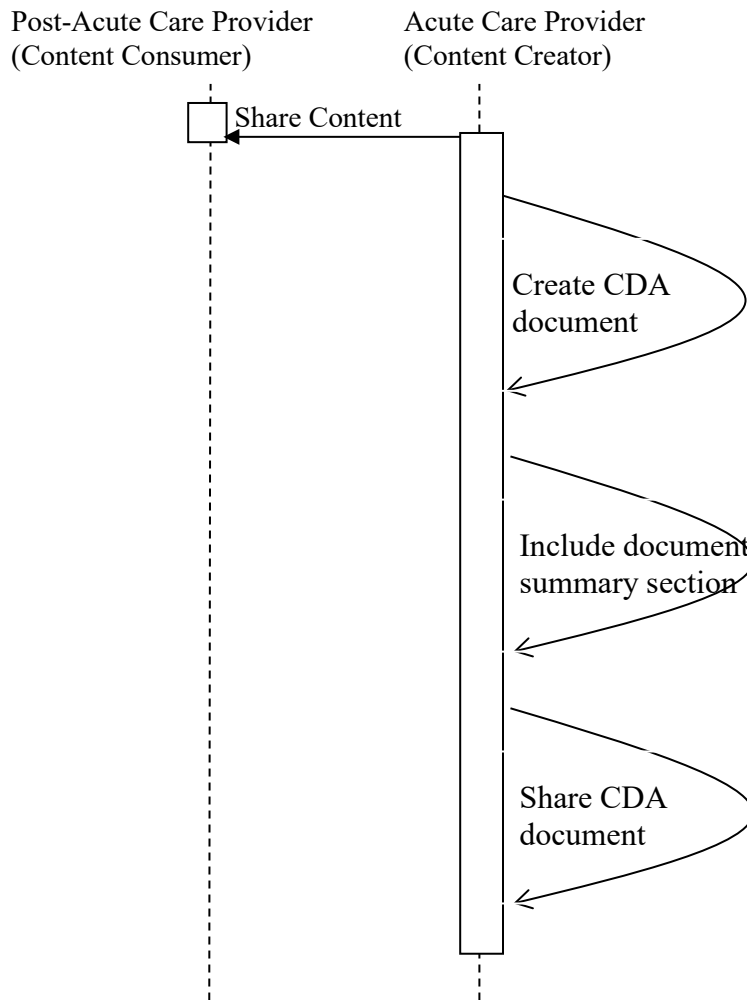 Post-Acute Care Provider
(Content Consumer)
Acute Care Provider
(Content Creator)
Share Content
Create CDA
document
Include document
summary section
Share CDA
document